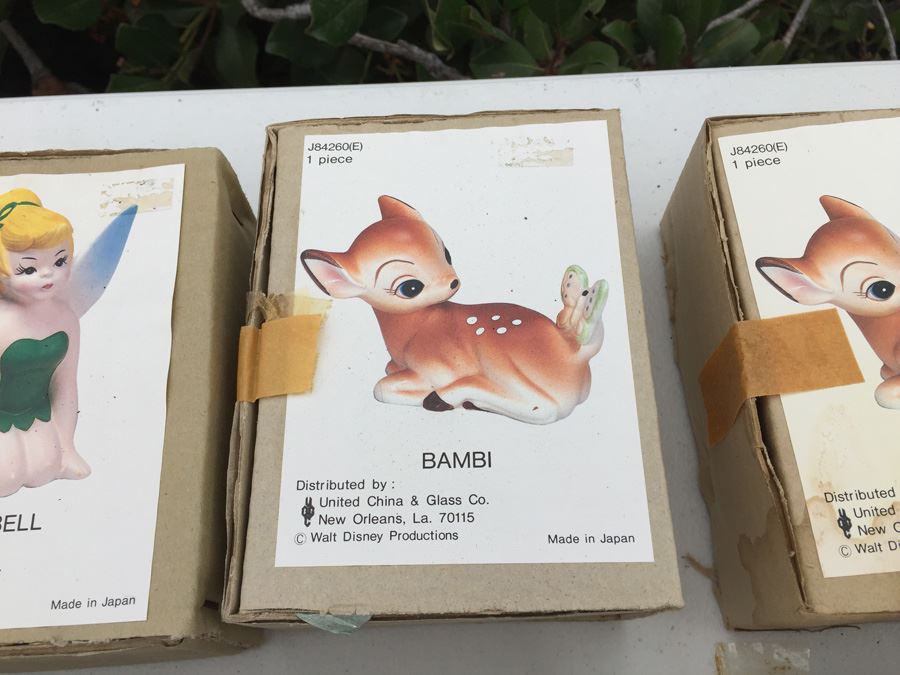 BELL
Made in Japan
J84260(E)
1 piece
BAMBI
Distributed by :
United China & Glass Co.
New Orleans, La. 70115
© Walt Disney Productions
Made in Japan
J84260(E)
1 piece
Distributed
United
New O
© Walt Di